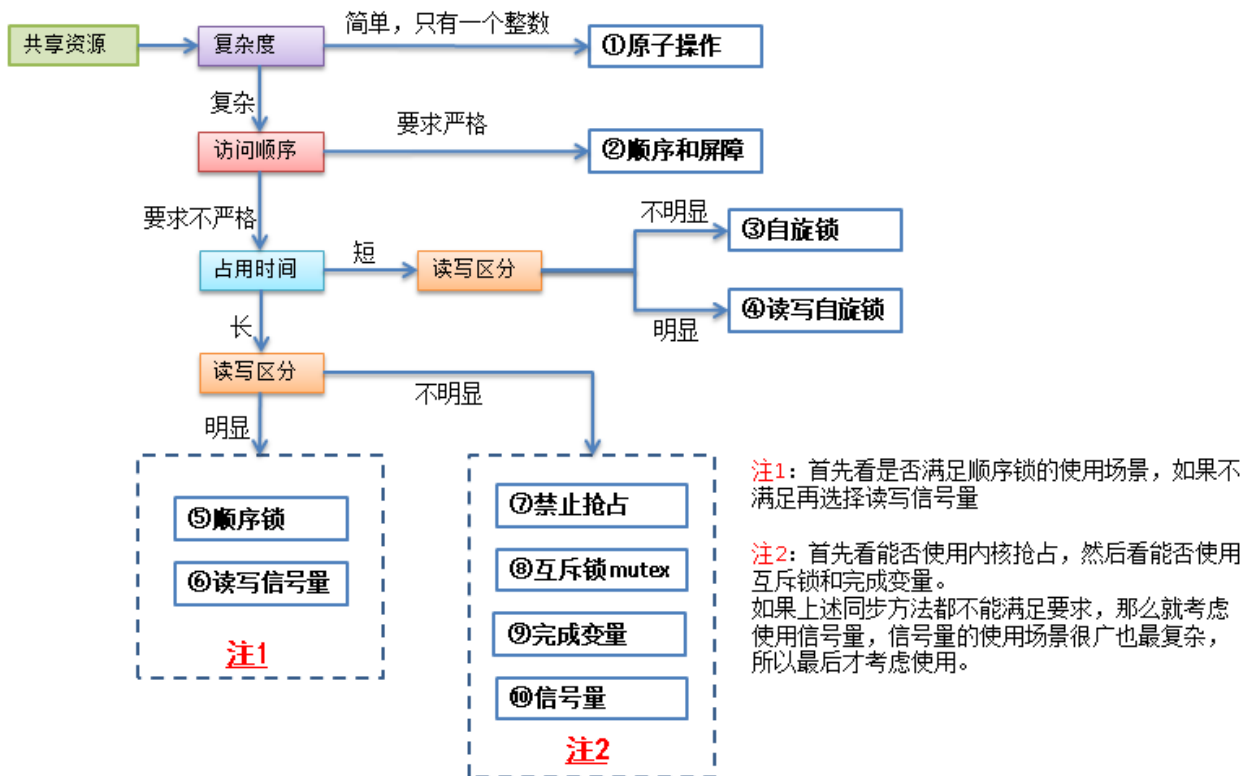 简单，只有一个整数
共享资源
复杂度
①原子操作
复杂
要求严格
访问顺序
②顺序和屏障
要求不严格
不明显
③自旋锁
占用时间
短
读写区分
④读写自旋锁
明显
长
读写区分
不明显
明显
⑤顺序锁
⑥读写信号量
注1
⑦禁止抢占
⑧互斥锁mutex
⑨完成变量
⑩信号量
注2
注1：首先看是否满足顺序锁的使用场景，如果不
满足再选择读写信号量
注2：首先看能否使用内核抢占，然后看能否使用
互斥锁和完成变量。
如果上述同步方法都不能满足要求，那么就考虑
使用信号量，信号量的使用场景很广也最复杂，
所以最后才考虑使用。